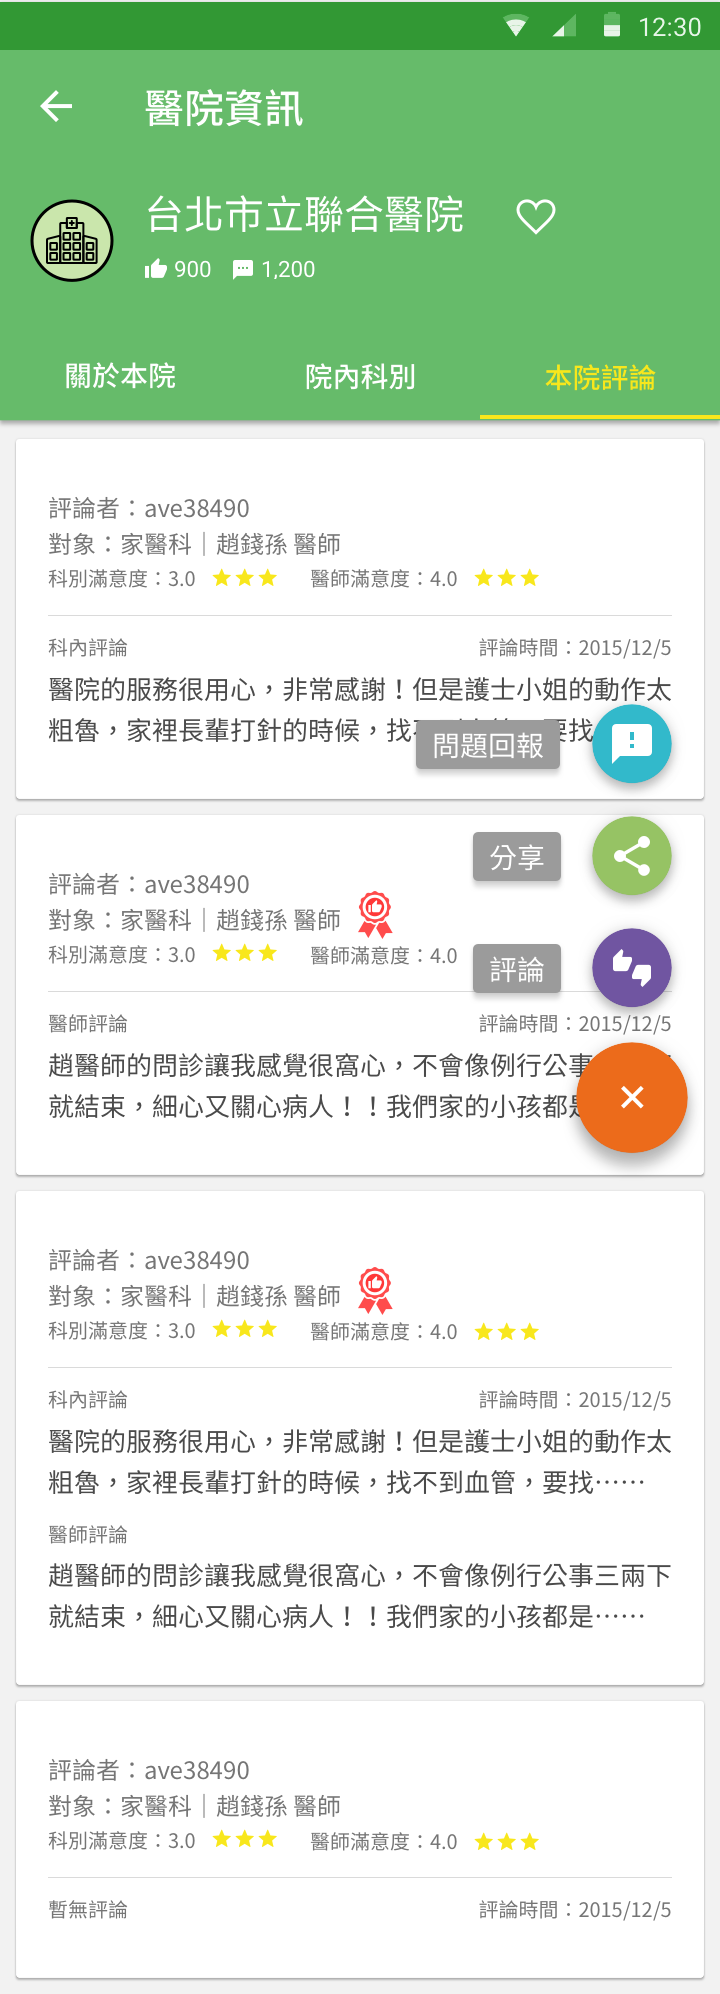 12:30
醫院資訊
台北市立聯合醫院
900 1,200
關於本院 院內科別 本院評論
評論者：ave38490
對象：家醫科｜趙錢孫 醫師
科別滿意度：3.0 醫師滿意度：4.0
科內評論 評論時間：2015/12/5
醫院的服務很用心，非常感謝！但是護士小姐的動作太
粗魯，家裡長輩打針的時候，找
要找
問題回報
分享
評論者：ave38490
對象：家醫科｜趙錢孫 醫師
科別滿意度：3.0 醫師滿意度：4.0
評論
醫師評論 評論時間：2015/12/5
趙醫師的問診讓我感覺很窩心，不會像例行公事
就結束，細心又關心病人！！我們家的小孩都是
評論者：ave38490
對象：家醫科｜趙錢孫 醫師
科別滿意度：3.0 醫師滿意度：4.0
科內評論 評論時間：2015/12/5
醫院的服務很用心，非常感謝！但是護士小姐的動作太
粗魯，家裡長輩打針的時候，找不到血管，要找⋯⋯
醫師評論
趙醫師的問診讓我感覺很窩心，不會像例行公事三兩下
就結束，細心又關心病人！！我們家的小孩都是⋯⋯
評論者：ave38490
對象：家醫科｜趙錢孫 醫師
科別滿意度：3.0 醫師滿意度：4.0
暫無評論 評論時間：2015/12/5